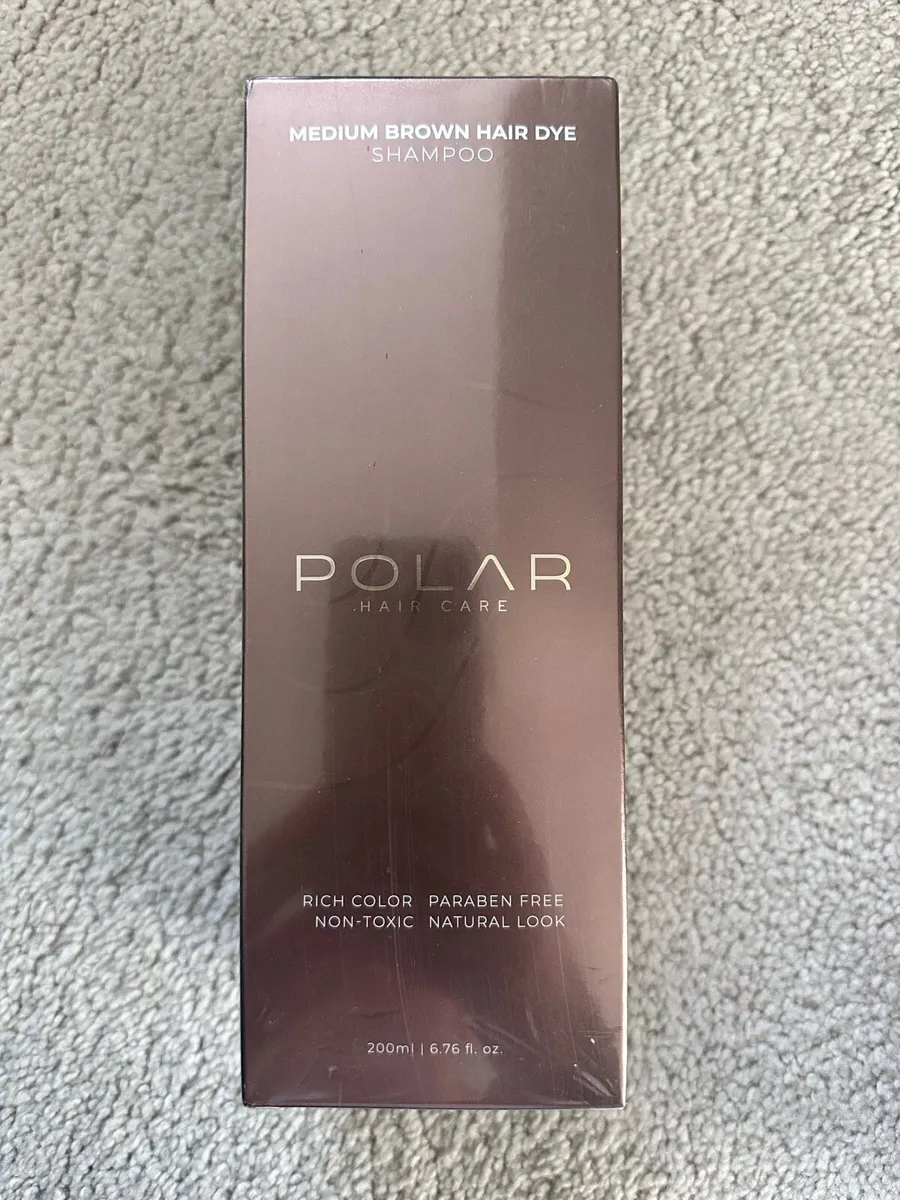 MEDIUM BROWN HAIR DYE
SHAMPOO
POLAR
HAIR CARE
RICH COLOR PARABEN FREE
NON-TOXIC NATURAL LOOK
200ml | 6.76 fl. oz.